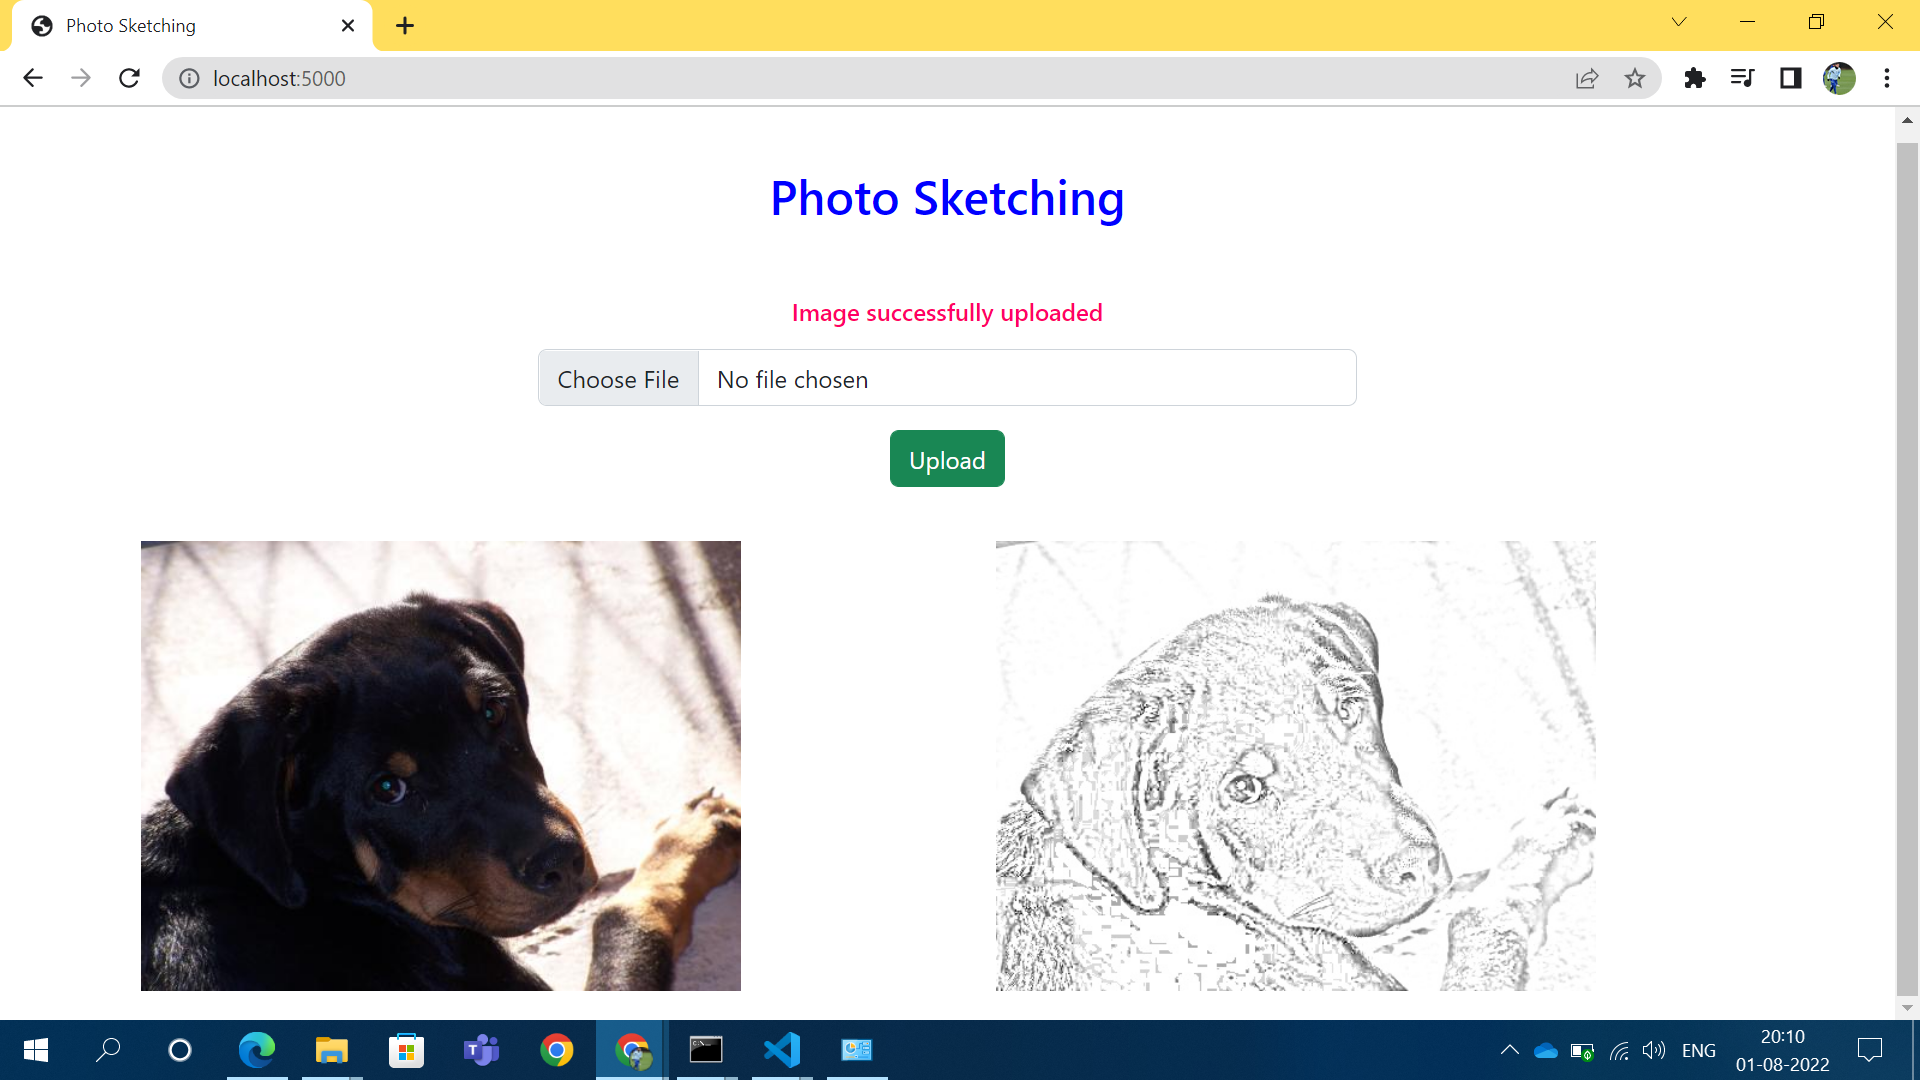 Photo Sketching
localhost:5000
Photo Sketching
Image successfully uploaded
Choose File No file chosen
Upload
ENG
20:10
01-08-2022